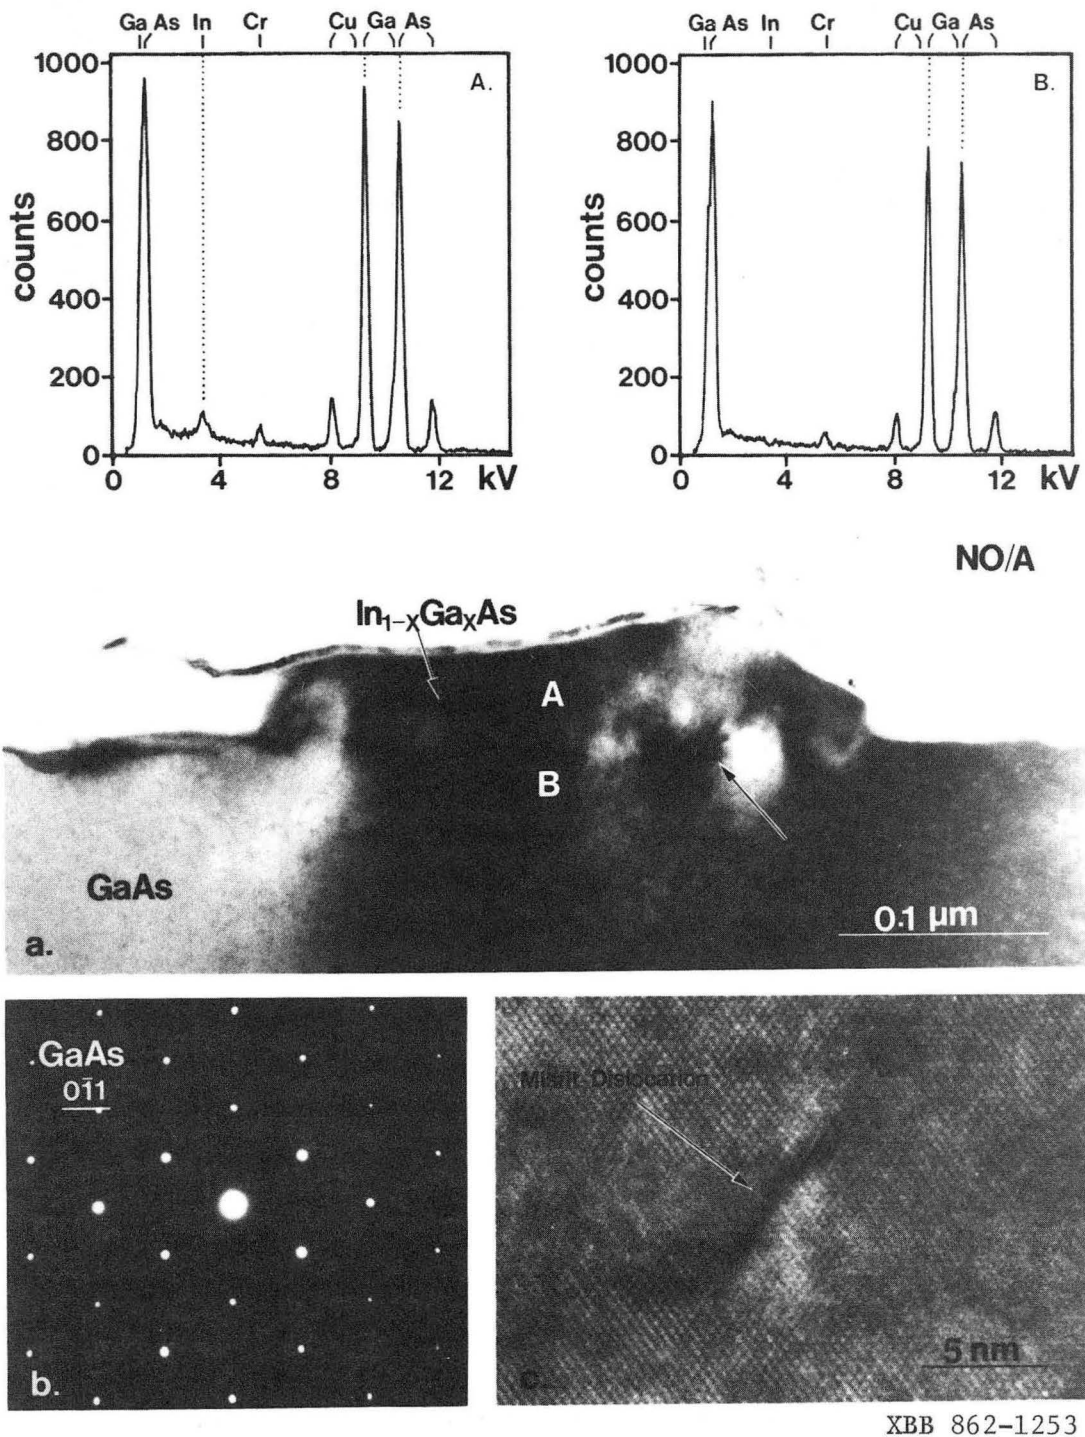 Ga As In Cr Cu Ga As
1000
800
600
400
200
0
counts
A.
0 4 8 12 kV
Ga As In Cr Cu Ga As
1000
800
600
400
200
0
counts
B.
0 4 8 12 kV
NO/A
In₁₋ₓGaₓAs
A
B
GaAs
0.1 µm
a.
GaAs
01̄1
b.
Misfit Dislocation
5 nm
c.
XBB 862-1253